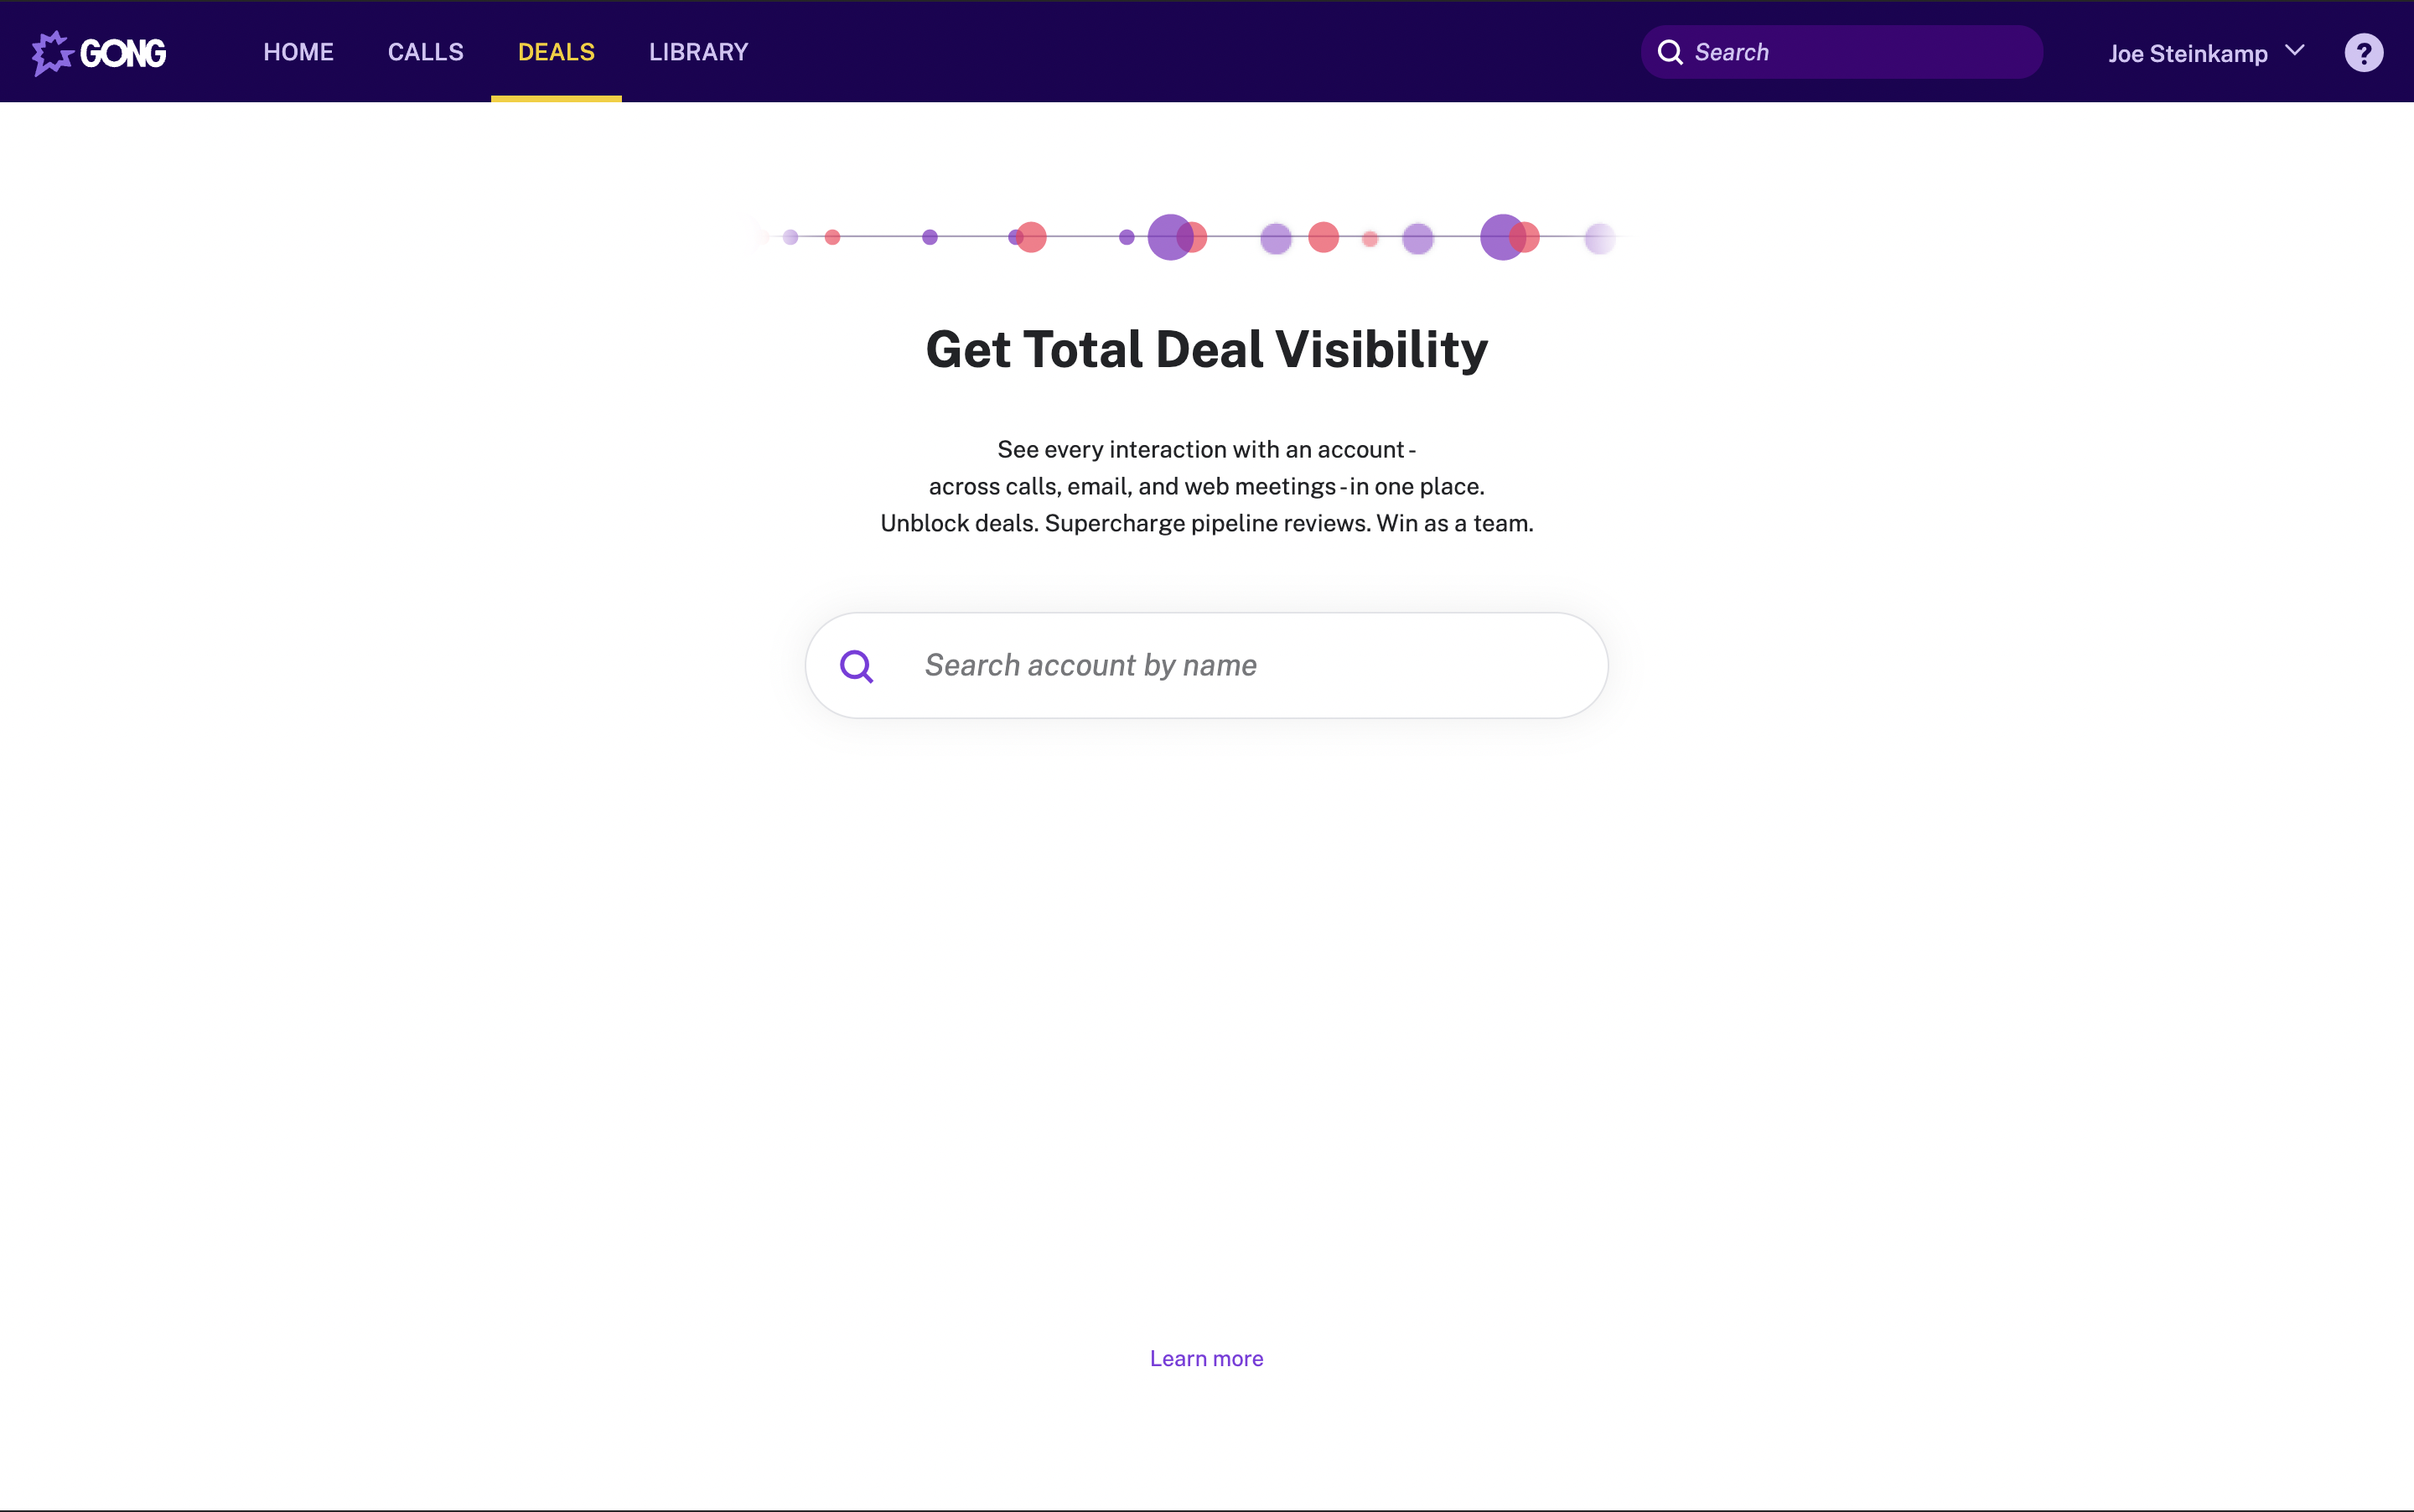 GONG
HOME
CALLS
DEALS
LIBRARY
Search
Joe Steinkamp
?
Get Total Deal Visibility
See every interaction with an account -
across calls, email, and web meetings - in one place.
Unblock deals. Supercharge pipeline reviews. Win as a team.
Search account by name
Learn more